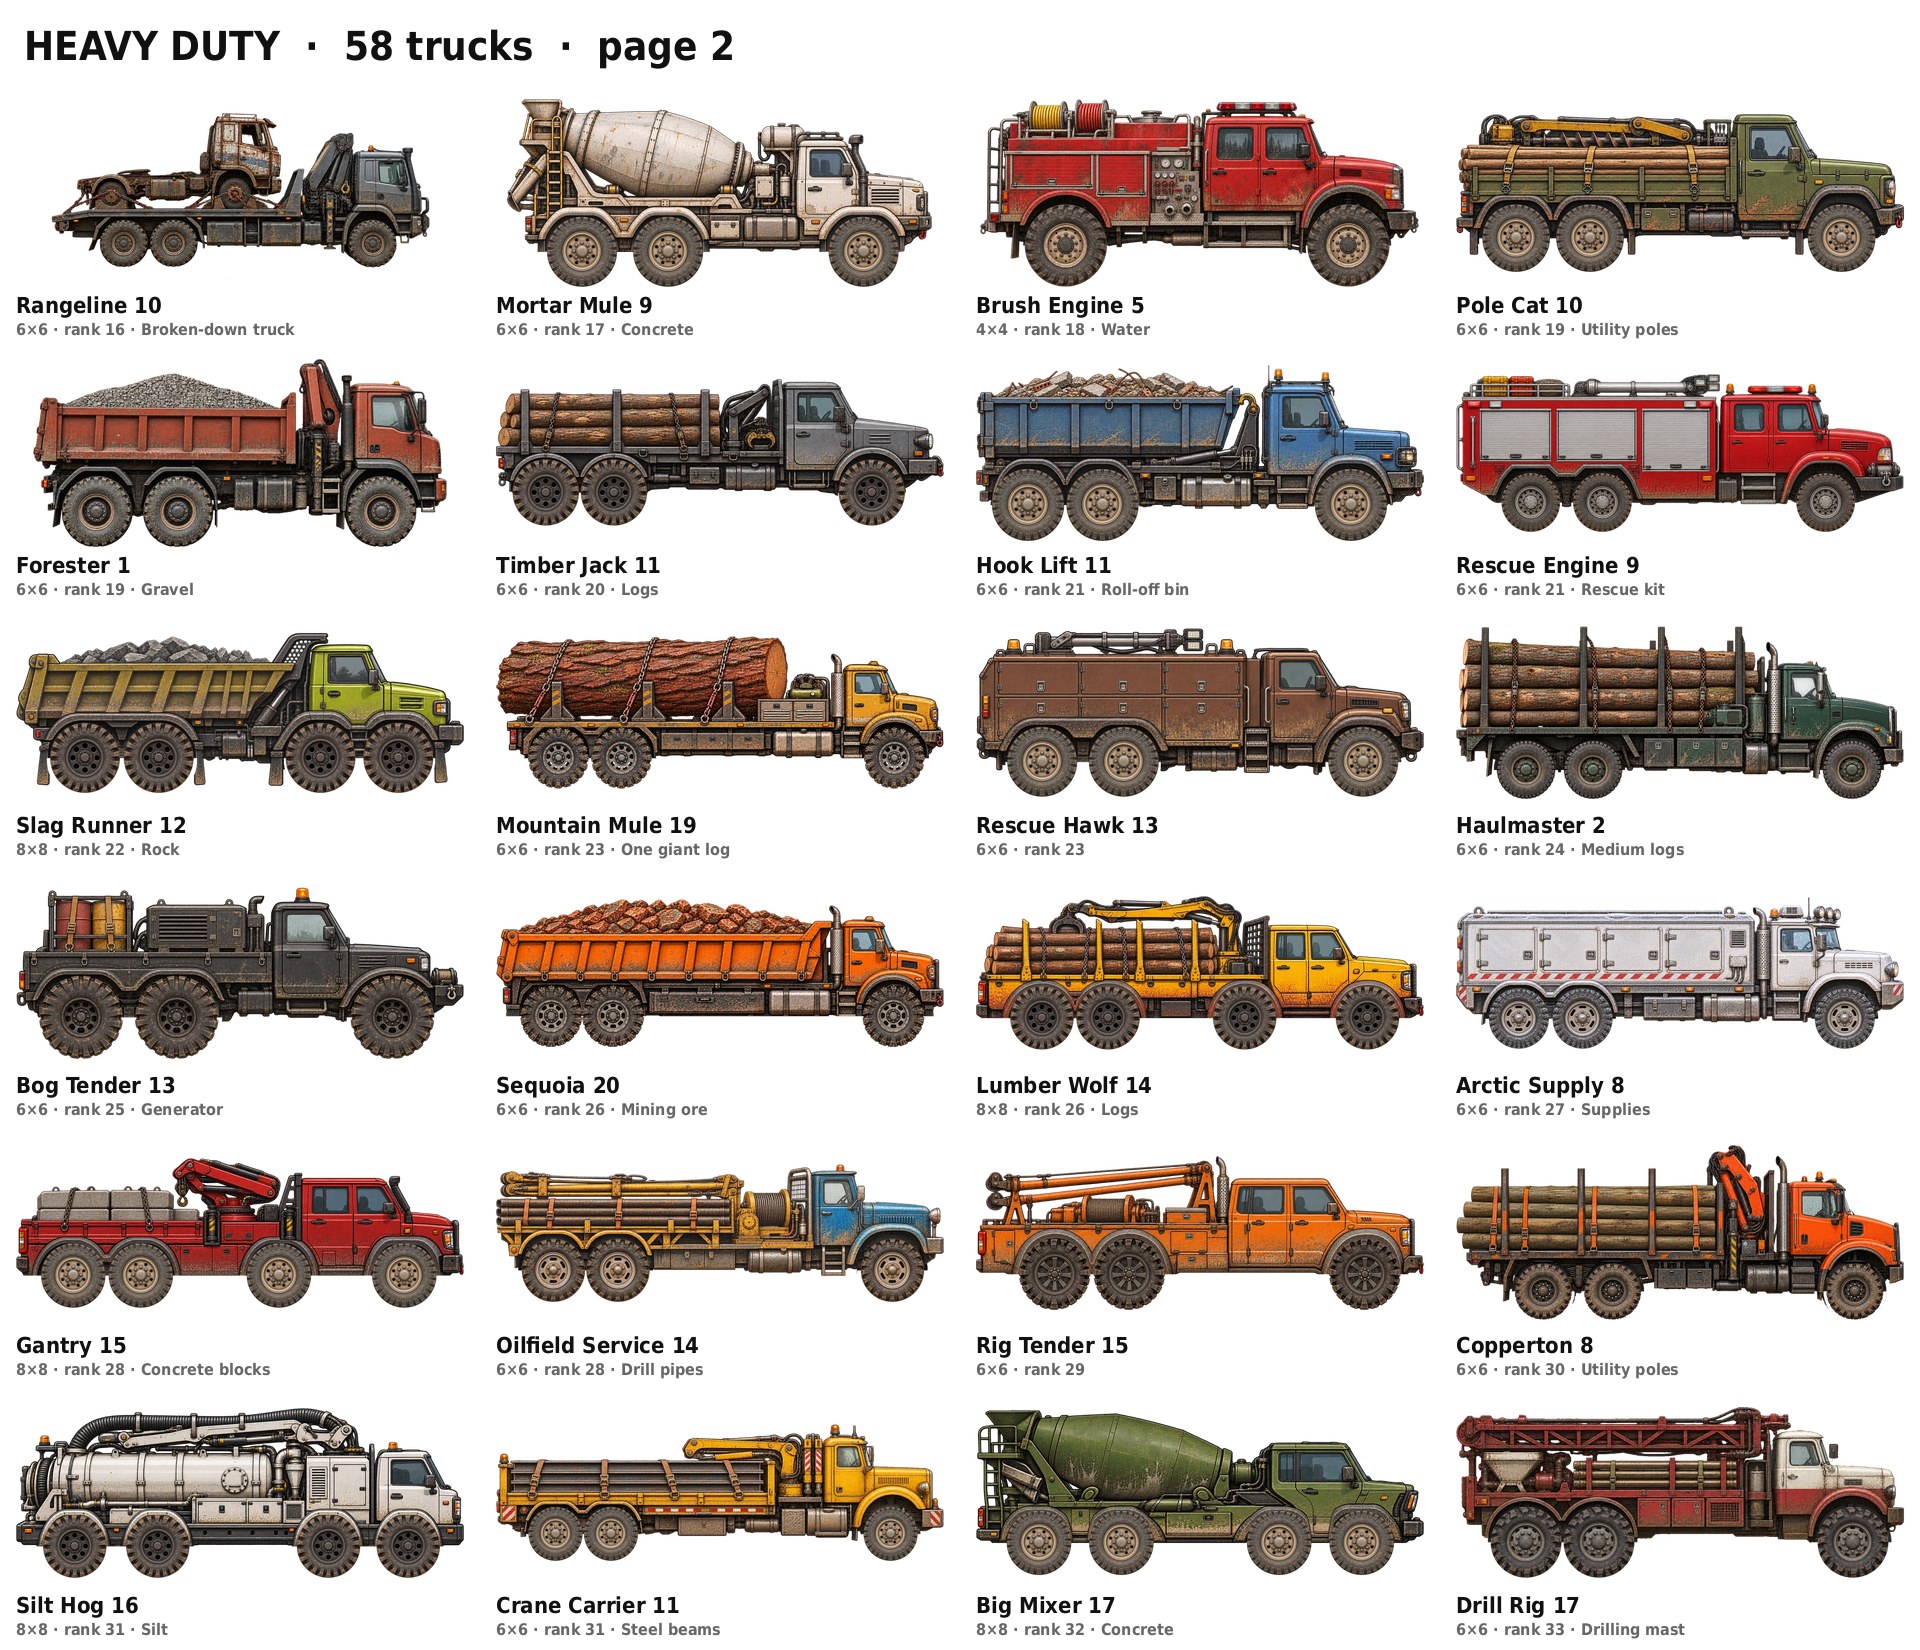 HEAVY DUTY · 58 trucks · page 2
Rangeline 10
6×6 · rank 16 · Broken-down truck
Mortar Mule 9
6×6 · rank 17 · Concrete
Brush Engine 5
4×4 · rank 18 · Water
Pole Cat 10
6×6 · rank 19 · Utility poles
Forester 1
6×6 · rank 19 · Gravel
Timber Jack 11
6×6 · rank 20 · Logs
Hook Lift 11
6×6 · rank 21 · Roll-off bin
Rescue Engine 9
6×6 · rank 21 · Rescue kit
Slag Runner 12
8×8 · rank 22 · Rock
Mountain Mule 19
6×6 · rank 23 · One giant log
Rescue Hawk 13
6×6 · rank 23
Haulmaster 2
6×6 · rank 24 · Medium logs
Bog Tender 13
6×6 · rank 25 · Generator
Sequoia 20
6×6 · rank 26 · Mining ore
Lumber Wolf 14
8×8 · rank 26 · Logs
Arctic Supply 8
6×6 · rank 27 · Supplies
Gantry 15
8×8 · rank 28 · Concrete blocks
Oilfield Service 14
6×6 · rank 28 · Drill pipes
Rig Tender 15
6×6 · rank 29
Copperton 8
6×6 · rank 30 · Utility poles
Silt Hog 16
8×8 · rank 31 · Silt
Crane Carrier 11
6×6 · rank 31 · Steel beams
Big Mixer 17
8×8 · rank 32 · Concrete
Drill Rig 17
6×6 · rank 33 · Drilling mast